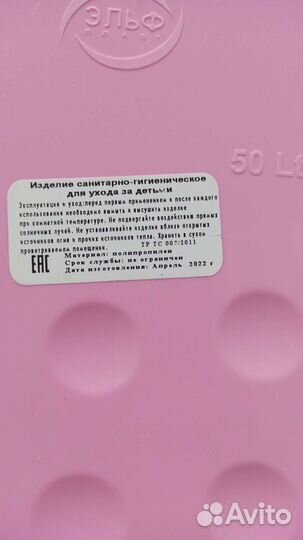 ЭЛЬФ
ПЛАСТ
50 Lt
Изделие санитарно-гигиеническое
для ухода за детьми
Эксплуатация и уход:перед первым применением и после каждого
использования необходимо вымыть и высушить изделие
при комнатной температуре. Не подвергайте воздействия прямых
солнечных лучей. Не устанавливайте изделие вблизи открытых
источников огня и прочих источников тепла. Хранить в сухом
проветриваемом помещении. ТР ТС 007/2011
EAC Материал: полипропилен
Срок службы: не ограничен
Дата изготовления: Апрель 2022 г
Avito